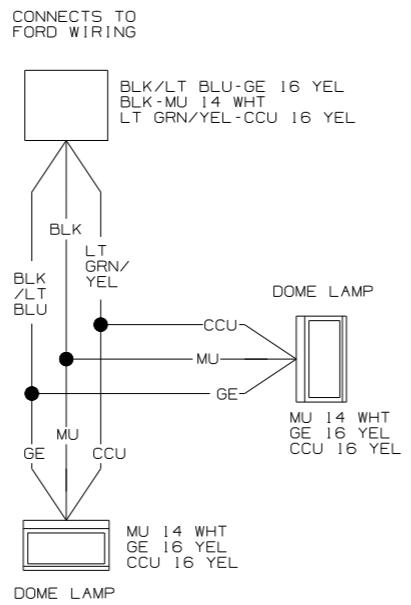 CONNECTS TO
FORD WIRING
BLK/LT BLU-GE 16 YEL
BLK-MU 14 WHT
LT GRN/YEL-CCU 16 YEL
BLK
LT
GRN/
YEL
BLK
/LT
BLU
DOME LAMP
CCU
MU
GE
MU 14 WHT
GE 16 YEL
CCU 16 YEL
MU
GE
CCU
MU 14 WHT
GE 16 YEL
CCU 16 YEL
DOME LAMP